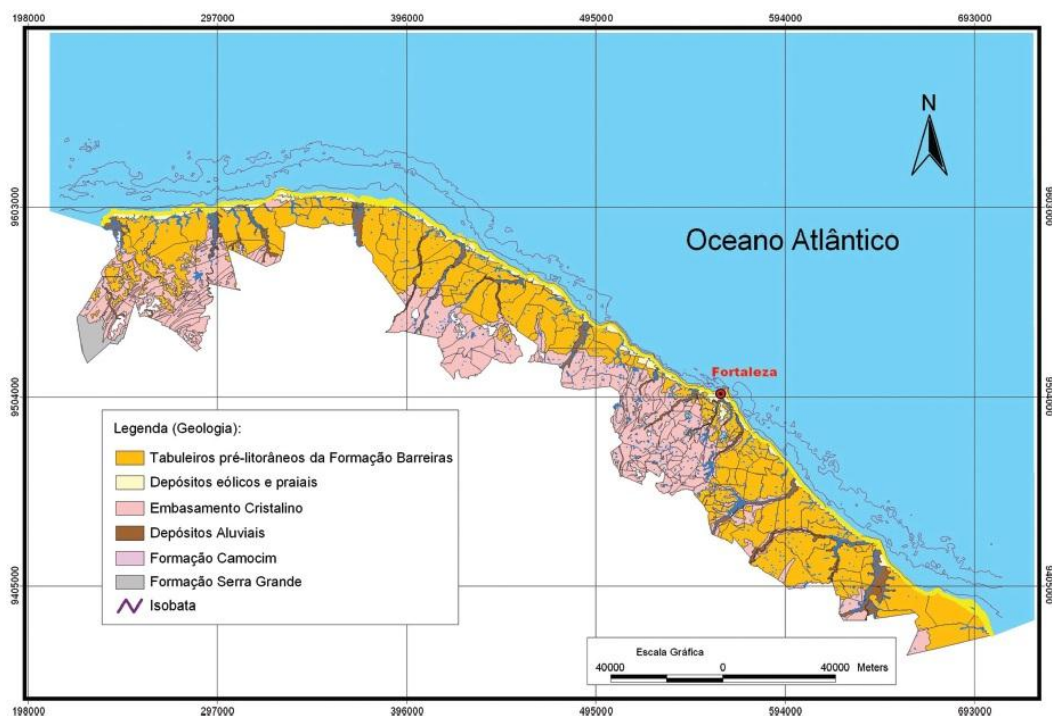 198000 297000 396000 495000 594000 693000
N
9603000 9603000
Oceano Atlântico
Fortaleza
9504000 9504000
Legenda (Geologia):
Tabuleiros pré-litorâneos da Formação Barreiras
Depósitos eólicos e praiais
Embasamento Cristalino
Depósitos Aluviais
Formação Camocim
Formação Serra Grande
Isobata
9405000 9405000
Escala Gráfica
40000 0 40000 Meters
198000 297000 396000 495000 594000 693000